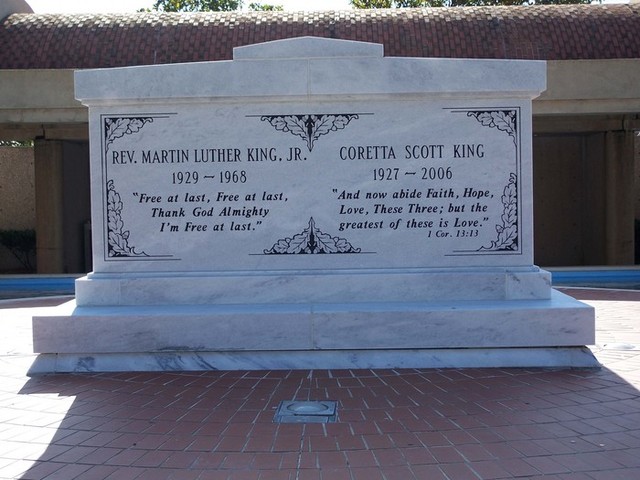 REV. MARTIN LUTHER KING, JR.
1929 ~ 1968
"Free at last, Free at last,
Thank God Almighty
I'm Free at last."
CORETTA SCOTT KING
1927 ~ 2006
"And now abide Faith, Hope,
Love, These Three; but the
greatest of these is Love."
1 Cor. 13:13